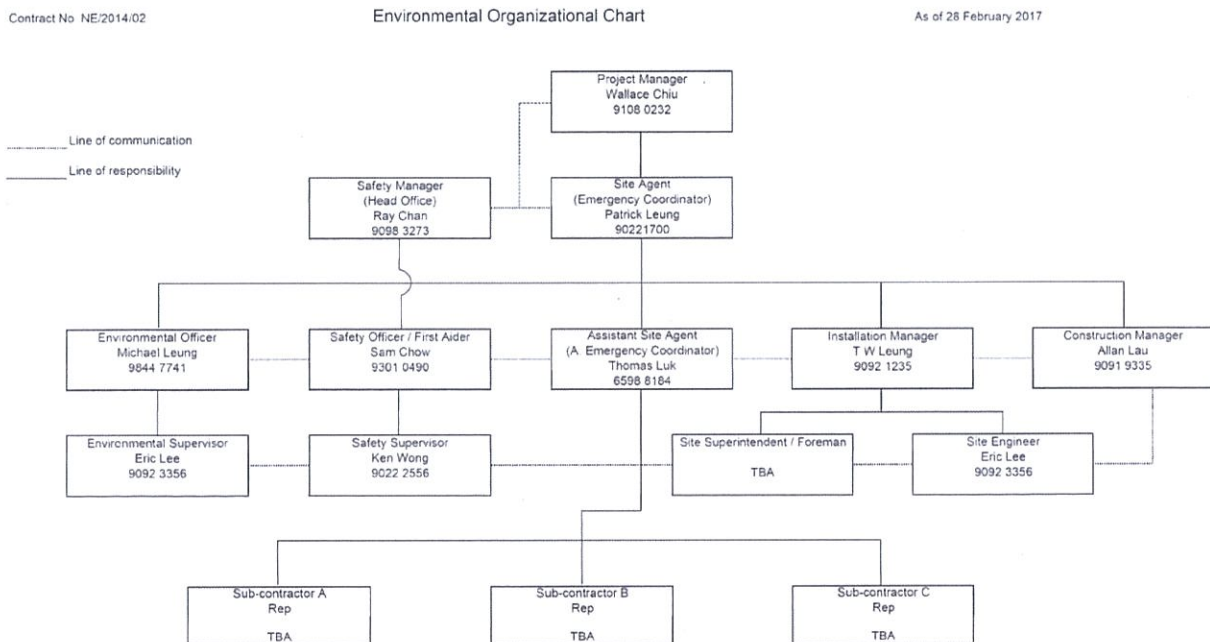 Contract No NE/2014/02
Environmental Organizational Chart
As of 28 February 2017
Project Manager
Wallace Chiu
9108 0232
Line of communication
Line of responsibility
Safety Manager
(Head Office)
Ray Chan
9098 3273
Site Agent
(Emergency Coordinator)
Patrick Leung
90221700
Environmental Officer
Michael Leung
9844 7741
Safety Officer / First Aider
Sam Chow
9301 0490
Assistant Site Agent
(A. Emergency Coordinator)
Thomas Luk
6598 8184
Installation Manager
T W Leung
9092 1235
Construction Manager
Allan Lau
9091 9335
Environmental Supervisor
Eric Lee
9092 3356
Safety Supervisor
Ken Wong
9022 2556
Site Superintendent / Foreman
TBA
Site Engineer
Eric Lee
9092 3356
Sub-contractor A
Rep
TBA
Sub-contractor B
Rep
TBA
Sub-contractor C
Rep
TBA